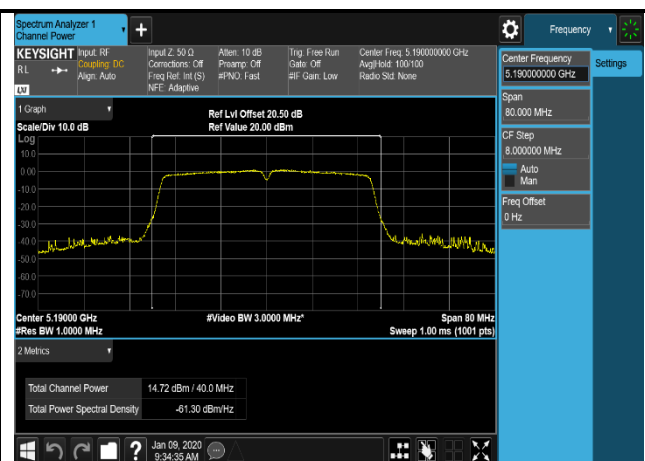 Spectrum Analyzer 1
Channel Power
+
Frequency
KEYSIGHT
RL
LXI
Input: RF
Coupling: DC
Align: Auto
Input Z: 50 Ω
Corrections: Off
Freq Ref: Int (S)
NFE: Adaptive
Atten: 10 dB
Preamp: Off
#PNO: Fast
Trig: Free Run
Gate: Off
#IF Gain: Low
Center Freq: 5.190000000 GHz
Avg|Hold: 100/100
Radio Std: None
Center Frequency
5.190000000 GHz
Settings
Span
80.000 MHz
CF Step
8.000000 MHz
Auto
Man
Freq Offset
0 Hz
1 Graph
Scale/Div 10.0 dB
Ref Lvl Offset 20.50 dB
Ref Value 20.00 dBm
Log
10.0
0.00
-10.0
-20.0
-30.0
-40.0
-50.0
-60.0
-70.0
Center 5.19000 GHz
#Video BW 3.0000 MHz*
Span 80 MHz
#Res BW 1.0000 MHz
Sweep 1.00 ms (1001 pts)
2 Metrics
Total Channel Power 14.72 dBm / 40.0 MHz
Total Power Spectral Density -61.30 dBm/Hz
?
Jan 09, 2020
9:34:35 AM